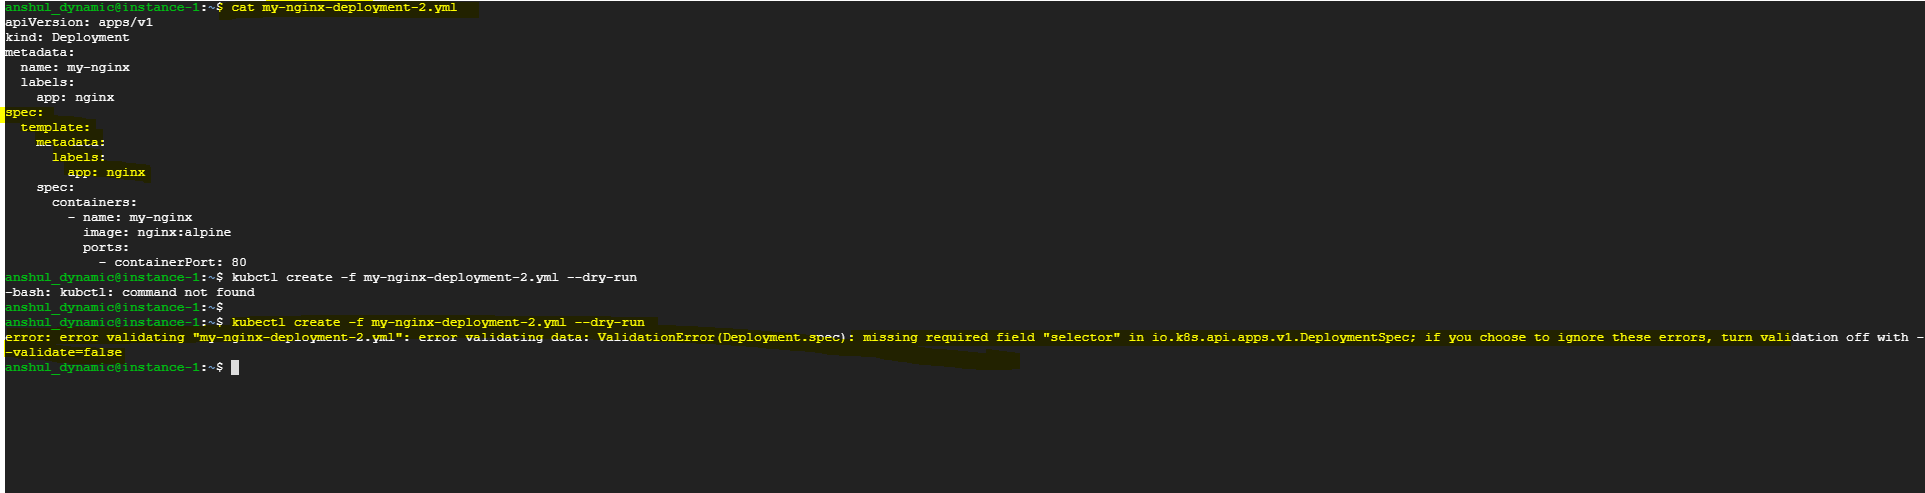 anshul_dynamic@instance-1:~$ cat my-nginx-deployment-2.yml
apiVersion: apps/v1
kind: Deployment
metadata:
  name: my-nginx
  labels:
    app: nginx
spec:
  template:
    metadata:
      labels:
        app: nginx
    spec:
      containers:
        - name: my-nginx
          image: nginx:alpine
          ports:
            - containerPort: 80
anshul_dynamic@instance-1:~$ kubctl create -f my-nginx-deployment-2.yml --dry-run
-bash: kubctl: command not found
anshul_dynamic@instance-1:~$
anshul_dynamic@instance-1:~$ kubectl create -f my-nginx-deployment-2.yml --dry-run
error: error validating "my-nginx-deployment-2.yml": error validating data: ValidationError(Deployment.spec): missing required field "selector" in io.k8s.api.apps.v1.DeploymentSpec; if you choose to ignore these errors, turn validation off with -
-validate=false
anshul_dynamic@instance-1:~$